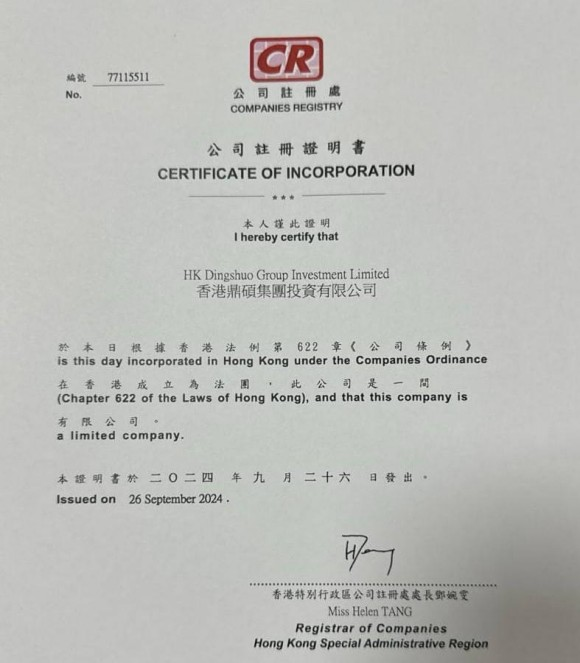 CR
編號 77115511
No.
公司註冊處
COMPANIES REGISTRY
公司註冊證明書
CERTIFICATE OF INCORPORATION
***
本人謹此證明
I hereby certify that
HK Dingshuo Group Investment Limited
香港鼎碩集團投資有限公司
於本日根據香港法例第622章《公司條例》
is this day incorporated in Hong Kong under the Companies Ordinance
在香港成立為法團，此公司是一間
(Chapter 622 of the Laws of Hong Kong), and that this company is
有限公司。
a limited company.
本證明書於二〇二四年九月二十六日發出。
Issued on 26 September 2024.
香港特別行政區公司註冊處處長鄧婉雯
Miss Helen TANG
Registrar of Companies
Hong Kong Special Administrative Region